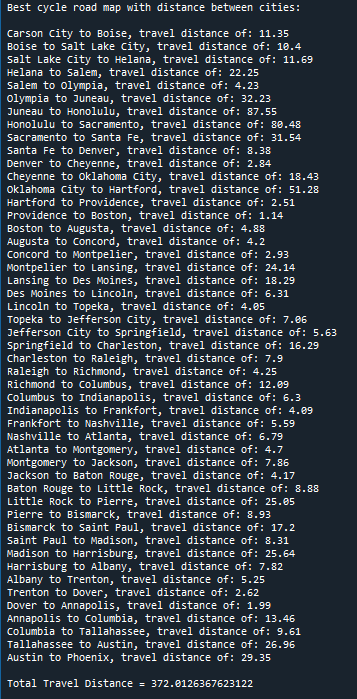 Best cycle road map with distance between cities:
Carson City to Boise, travel distance of: 11.35
Boise to Salt Lake City, travel distance of: 10.4
Salt Lake City to Helana, travel distance of: 11.69
Helana to Salem, travel distance of: 22.25
Salem to Olympia, travel distance of: 4.23
Olympia to Juneau, travel distance of: 32.23
Juneau to Honolulu, travel distance of: 87.55
Honolulu to Sacramento, travel distance of: 80.48
Sacramento to Santa Fe, travel distance of: 31.54
Santa Fe to Denver, travel distance of: 8.38
Denver to Cheyenne, travel distance of: 2.84
Cheyenne to Oklahoma City, travel distance of: 18.43
Oklahoma City to Hartford, travel distance of: 51.28
Hartford to Providence, travel distance of: 2.51
Providence to Boston, travel distance of: 1.14
Boston to Augusta, travel distance of: 4.88
Augusta to Concord, travel distance of: 4.2
Concord to Montpelier, travel distance of: 2.93
Montpelier to Lansing, travel distance of: 24.14
Lansing to Des Moines, travel distance of: 18.29
Des Moines to Lincoln, travel distance of: 6.31
Lincoln to Topeka, travel distance of: 4.05
Topeka to Jefferson City, travel distance of: 7.06
Jefferson City to Springfield, travel distance of: 5.63
Springfield to Charleston, travel distance of: 16.29
Charleston to Raleigh, travel distance of: 7.9
Raleigh to Richmond, travel distance of: 4.25
Richmond to Columbus, travel distance of: 12.09
Columbus to Indianapolis, travel distance of: 6.3
Indianapolis to Frankfort, travel distance of: 4.09
Frankfort to Nashville, travel distance of: 5.59
Nashville to Atlanta, travel distance of: 6.79
Atlanta to Montgomery, travel distance of: 4.7
Montgomery to Jackson, travel distance of: 7.86
Jackson to Baton Rouge, travel distance of: 4.17
Baton Rouge to Little Rock, travel distance of: 8.88
Little Rock to Pierre, travel distance of: 25.05
Pierre to Bismarck, travel distance of: 8.93
Bismarck to Saint Paul, travel distance of: 17.2
Saint Paul to Madison, travel distance of: 8.31
Madison to Harrisburg, travel distance of: 25.64
Harrisburg to Albany, travel distance of: 7.82
Albany to Trenton, travel distance of: 5.25
Trenton to Dover, travel distance of: 2.62
Dover to Annapolis, travel distance of: 1.99
Annapolis to Columbia, travel distance of: 13.46
Columbia to Tallahassee, travel distance of: 9.61
Tallahassee to Austin, travel distance of: 26.96
Austin to Phoenix, travel distance of: 29.35
Total Travel Distance = 372.0126367623122